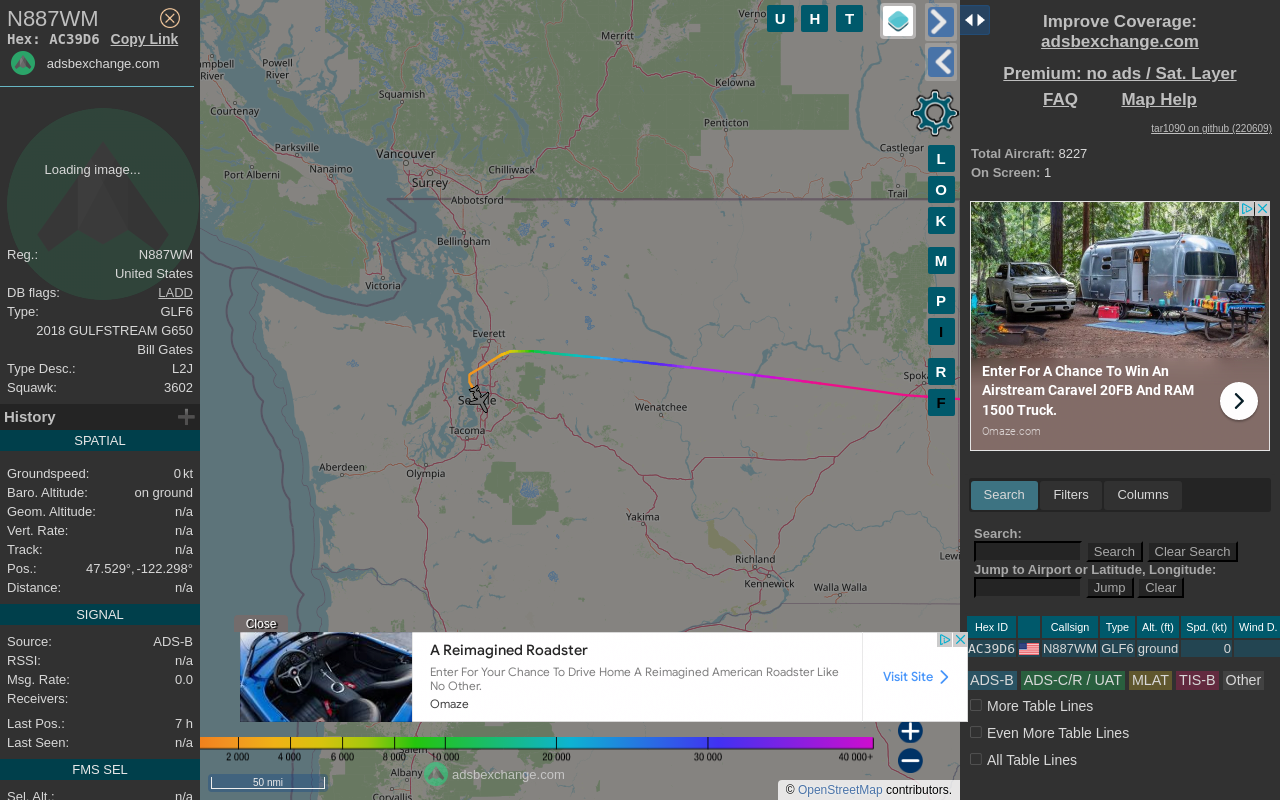 N887WM
Hex: AC39D6 Copy Link
adsbexchange.com
Loading image...
Reg.: N887WM
United States
DB flags: LADD
Type: GLF6
2018 GULFSTREAM G650
Bill Gates
Type Desc.: L2J
Squawk: 3602
History
SPATIAL
Groundspeed: 0 kt
Baro. Altitude: on ground
Geom. Altitude: n/a
Vert. Rate: n/a
Track: n/a
Pos.: 47.529°, -122.298°
Distance: n/a
SIGNAL
Source: ADS-B
RSSI: n/a
Msg. Rate: 0.0
Receivers:
Last Pos.: 7 h
Last Seen: n/a
FMS SEL
Sel. Alt.: n/a
U H T
Merritt
Powell
River
River
Squamish
Kelowna
Courtenay
Penticton
Parksville
Vancouver
Castlegar
Port Alberni
Nanaimo
Surrey
Chilliwack
Abbotsford
Trail
Bellingham
Victoria
Everett
Wenatchee
Tacoma
Aberdeen
Olympia
Yakima
Richland
Kennewick
Walla Walla
Albany
Corvallis
L
O
K
M
P
I
R
F
Close
A Reimagined Roadster
Enter For Your Chance To Drive Home A Reimagined American Roadster Like
No Other.
Omaze
Visit Site
2 000 4 000 6 000 8 000 10 000 20 000 30 000 40 000+
adsbexchange.com
50 nmi
© OpenStreetMap contributors.
Improve Coverage:
adsbexchange.com
Premium: no ads / Sat. Layer
FAQ Map Help
tar1090 on github (220609)
Total Aircraft: 8227
On Screen: 1
Enter For A Chance To Win An
Airstream Caravel 20FB And RAM
1500 Truck.
Omaze.com
Search Filters Columns
Search:
Search Clear Search
Jump to Airport or Latitude, Longitude:
Jump Clear
Hex ID Callsign Type Alt. (ft) Spd. (kt) Wind D.
AC39D6 N887WM GLF6 ground 0
ADS-B ADS-C/R / UAT MLAT TIS-B Other
More Table Lines
Even More Table Lines
All Table Lines